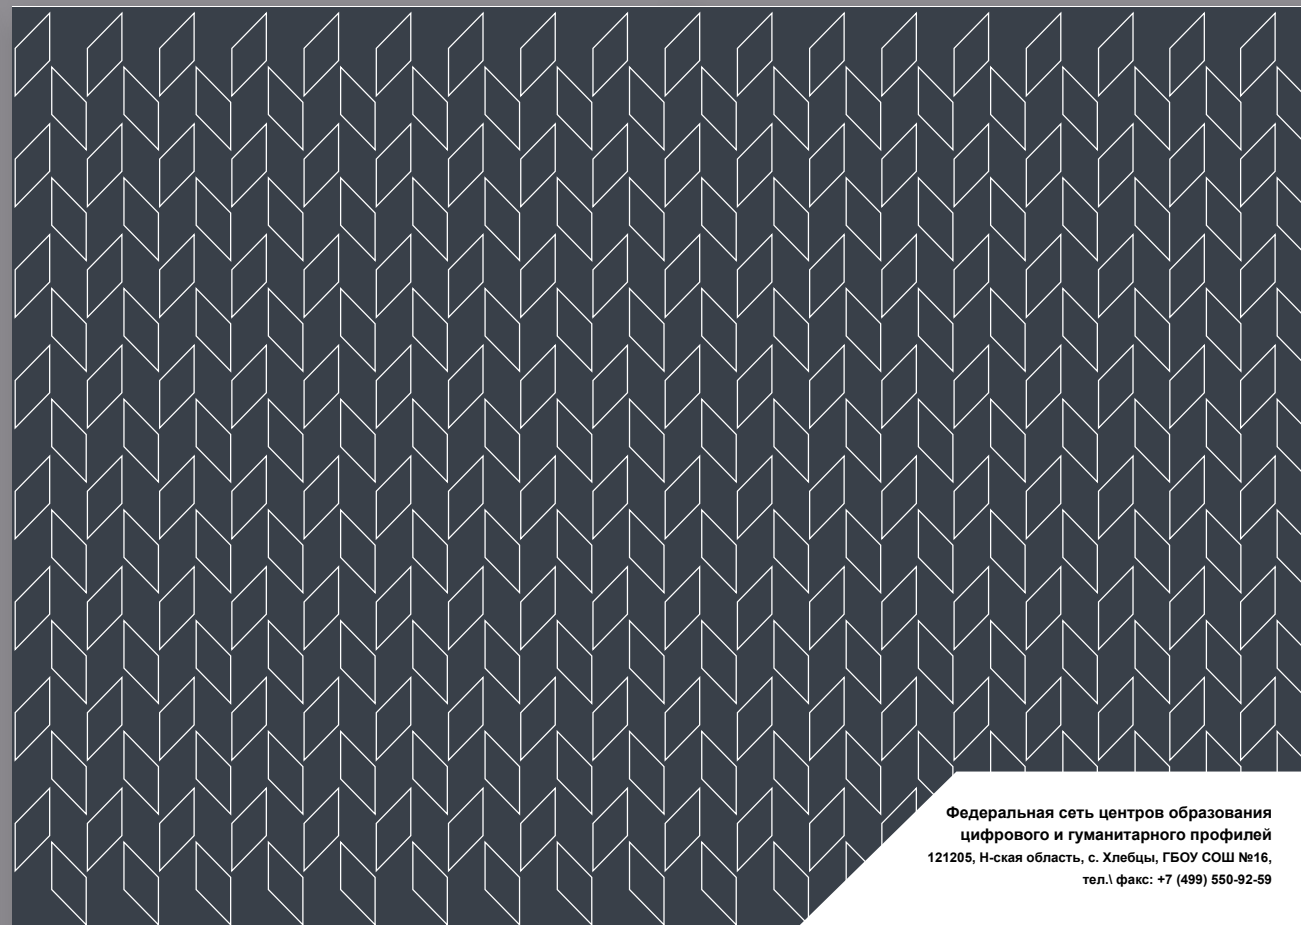 Федеральная сеть центров образования
цифрового и гуманитарного профилей
121205, Н-ская область, с. Хлебцы, ГБОУ СОШ №16,
тел.\ факс: +7 (499) 550-92-59